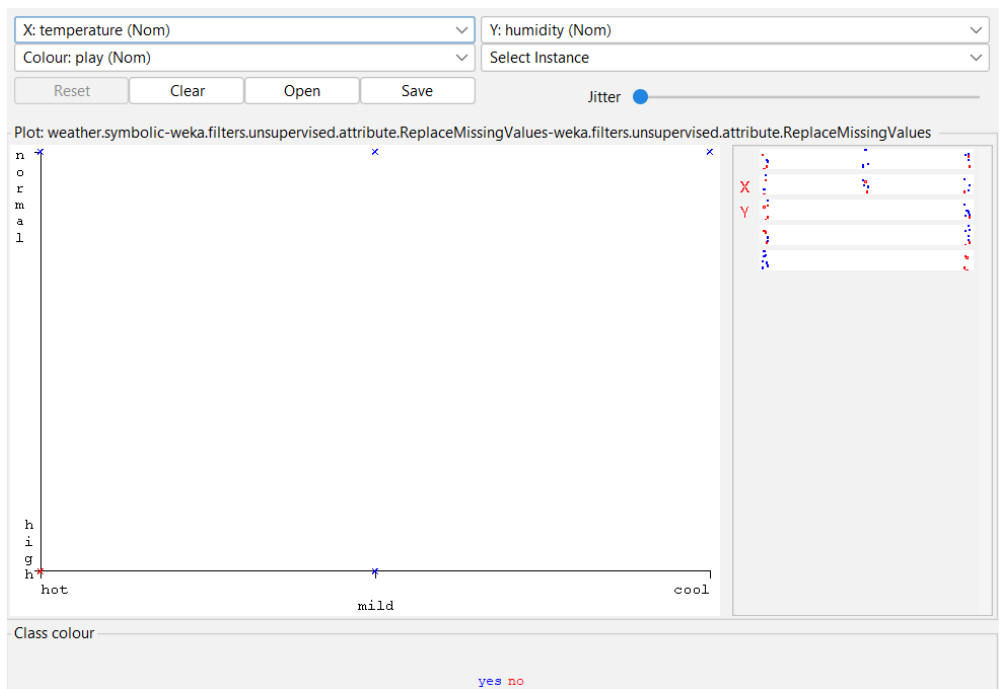 X: temperature (Nom)
Y: humidity (Nom)
Colour: play (Nom)
Select Instance
Reset
Clear
Open
Save
Jitter
Plot: weather.symbolic-weka.filters.unsupervised.attribute.ReplaceMissingValues-weka.filters.unsupervised.attribute.ReplaceMissingValues
normal
high
hot
mild
cool
X
Y
Class colour
yes no